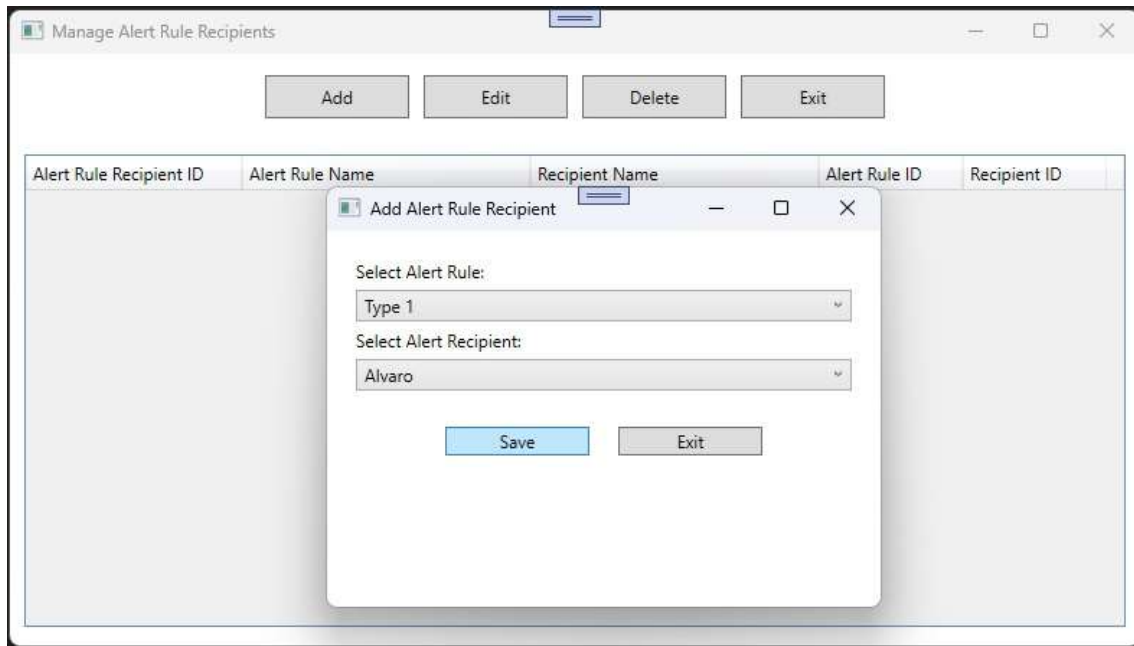 Manage Alert Rule Recipients
Add Edit Delete Exit
Alert Rule Recipient ID Alert Rule Name Recipient Name Alert Rule ID Recipient ID
Add Alert Rule Recipient
Select Alert Rule:
Type 1
Select Alert Recipient:
Alvaro
Save Exit